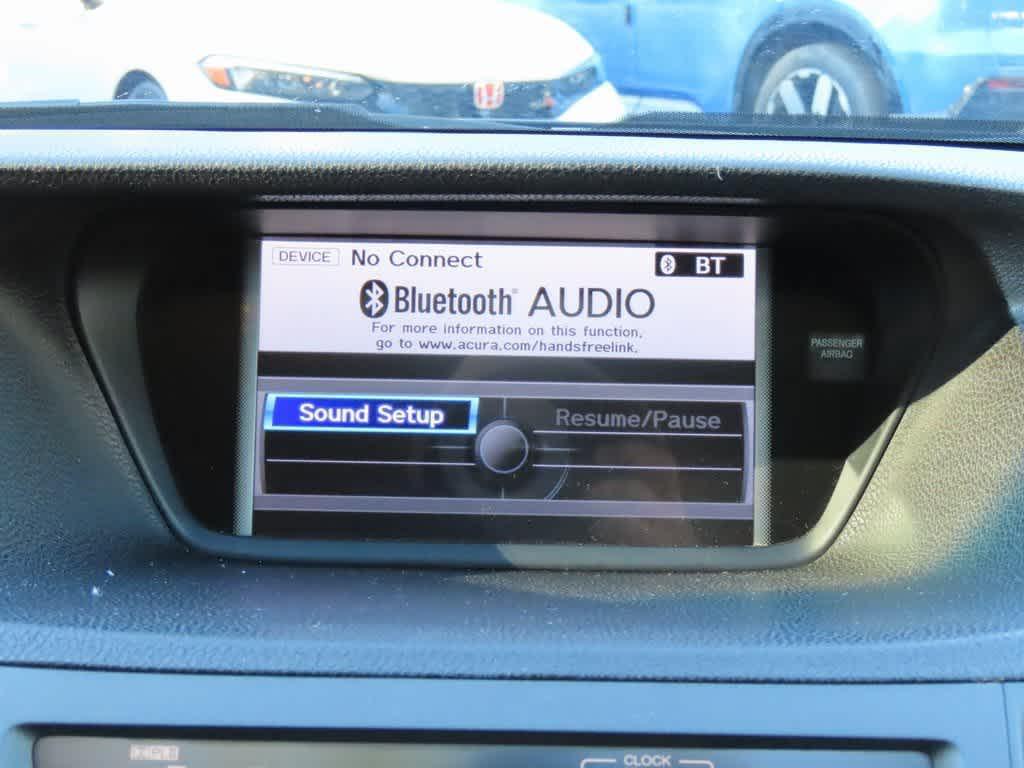 DEVICE No Connect BT
Bluetooth® AUDIO
For more information on this function,
go to www.acura.com/handsfreelink.
PASSENGER
AIRBAG
Sound Setup Resume/Pause
CLOCK